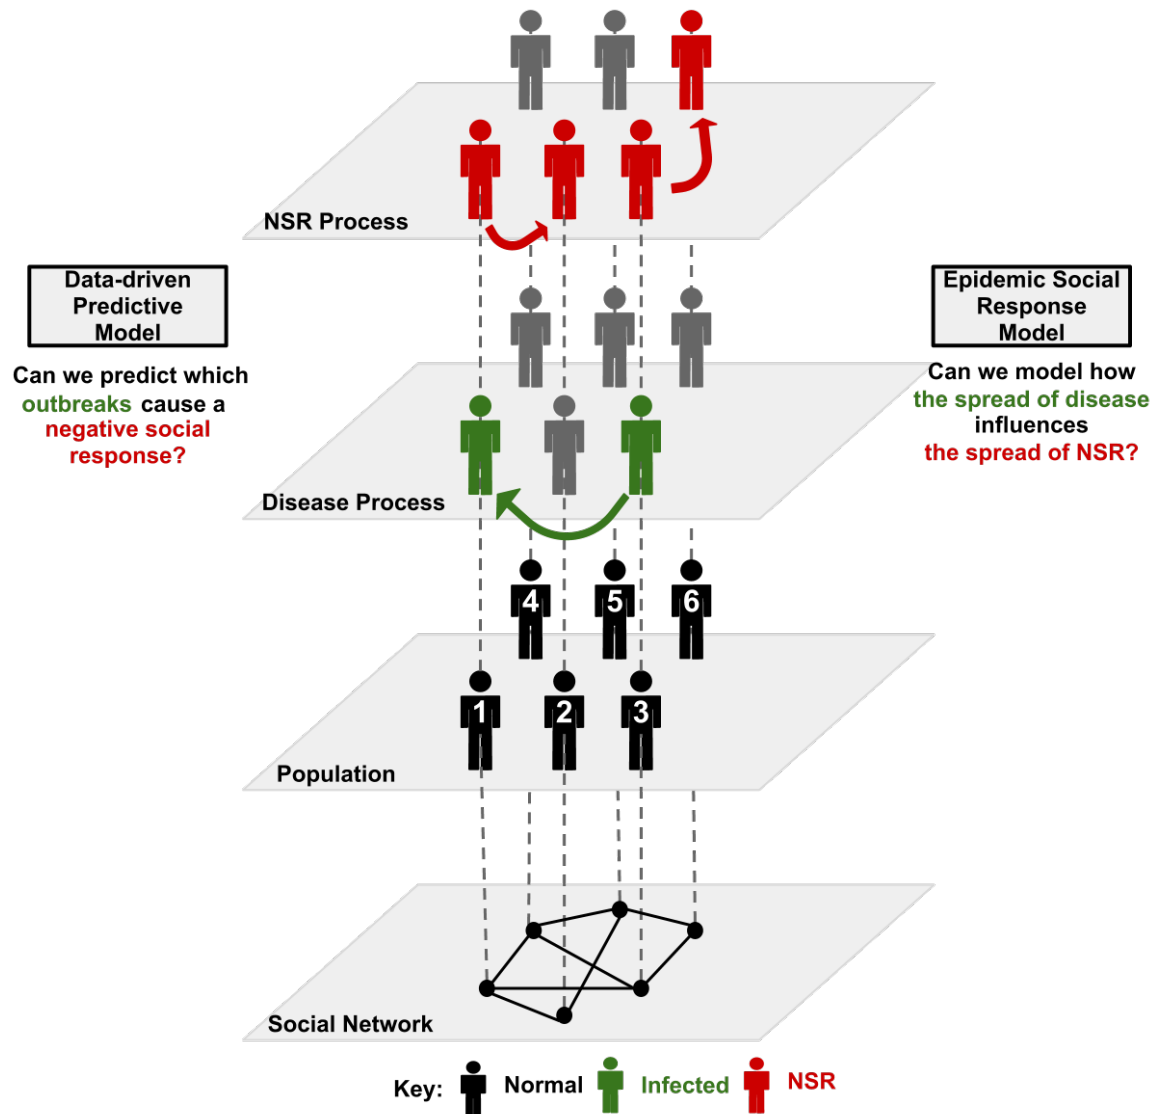 NSR Process
Data-driven
Predictive
Model
Can we predict which
outbreaks cause a
negative social
response?
Epidemic Social
Response
Model
Can we model how
the spread of disease
influences
the spread of NSR?
Disease Process
4
5
6
1
2
3
Population
Social Network
Key:
Normal
Infected
NSR